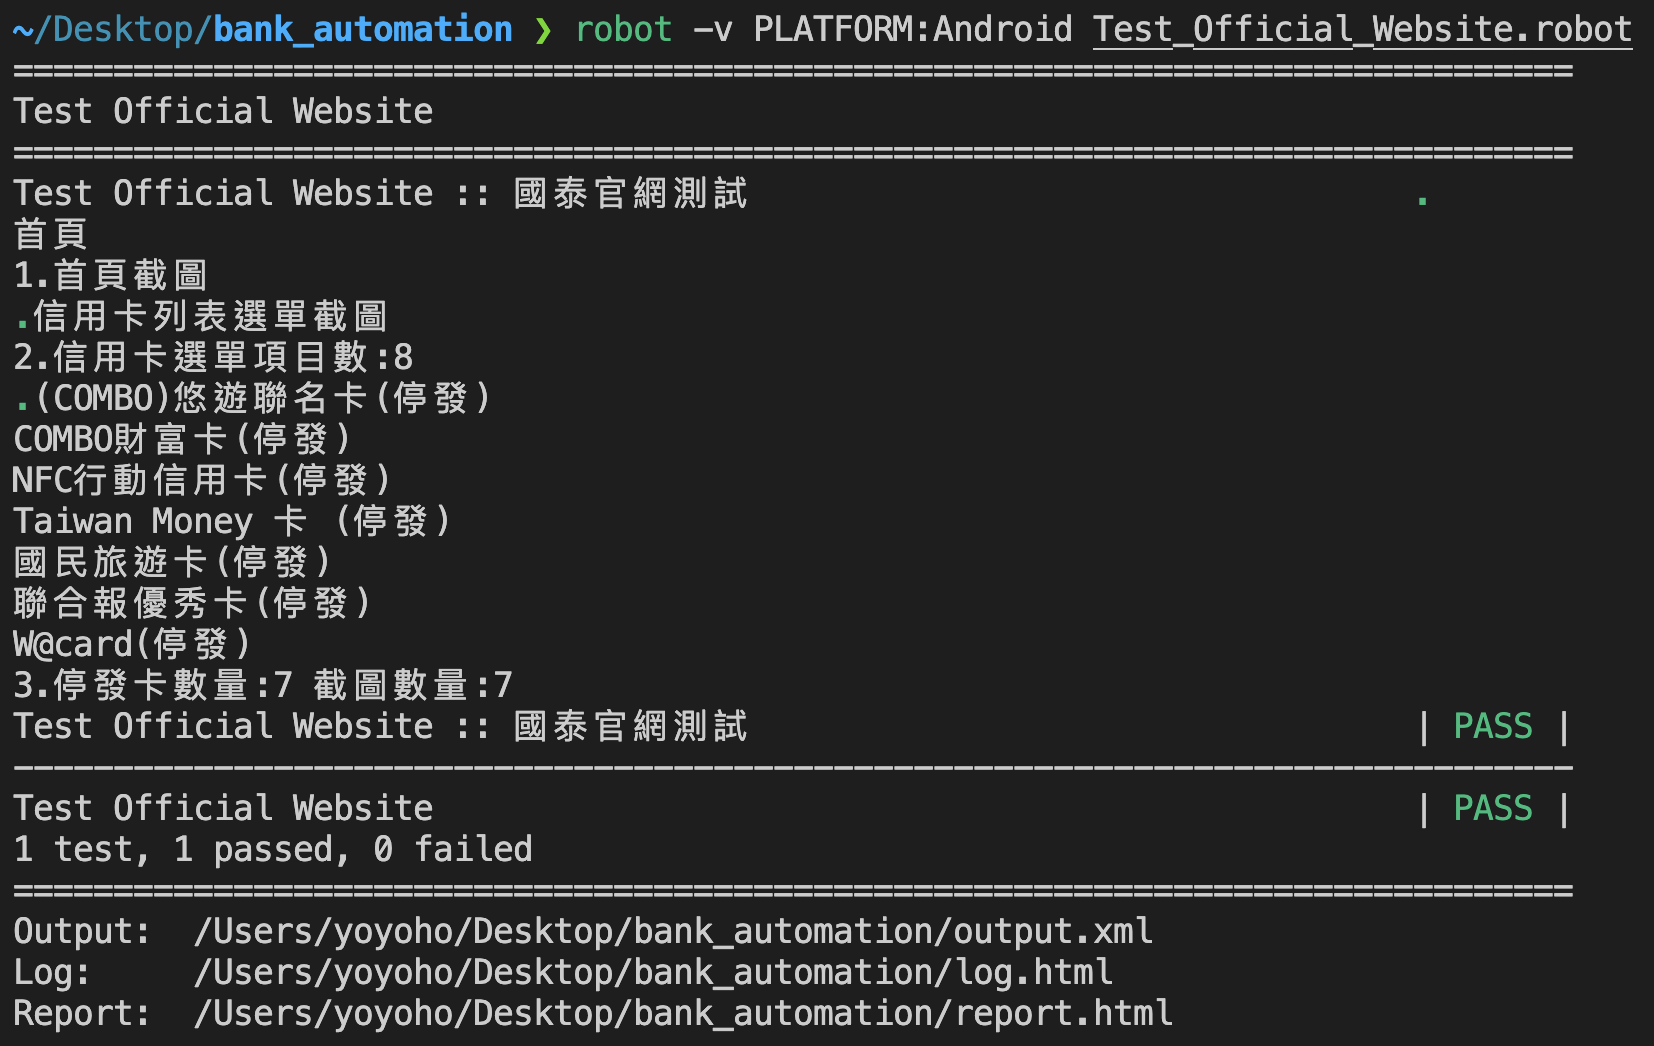 ~/Desktop/bank_automation ❯ robot -v PLATFORM:Android Test_Official_Website.robot
==============================================================================
Test Official Website
==============================================================================
Test Official Website :: 國泰官網測試 .
首頁
1.首頁截圖
.信用卡列表選單截圖
2.信用卡選單項目數:8
.(COMBO)悠遊聯名卡(停發)
COMBO財富卡(停發)
NFC行動信用卡(停發)
Taiwan Money 卡 (停發)
國民旅遊卡(停發)
聯合報優秀卡(停發)
W@card(停發)
3.停發卡數量:7 截圖數量:7
Test Official Website :: 國泰官網測試 | PASS |
------------------------------------------------------------------------------
Test Official Website | PASS |
1 test, 1 passed, 0 failed
==============================================================================
Output: /Users/yoyoho/Desktop/bank_automation/output.xml
Log: /Users/yoyoho/Desktop/bank_automation/log.html
Report: /Users/yoyoho/Desktop/bank_automation/report.html